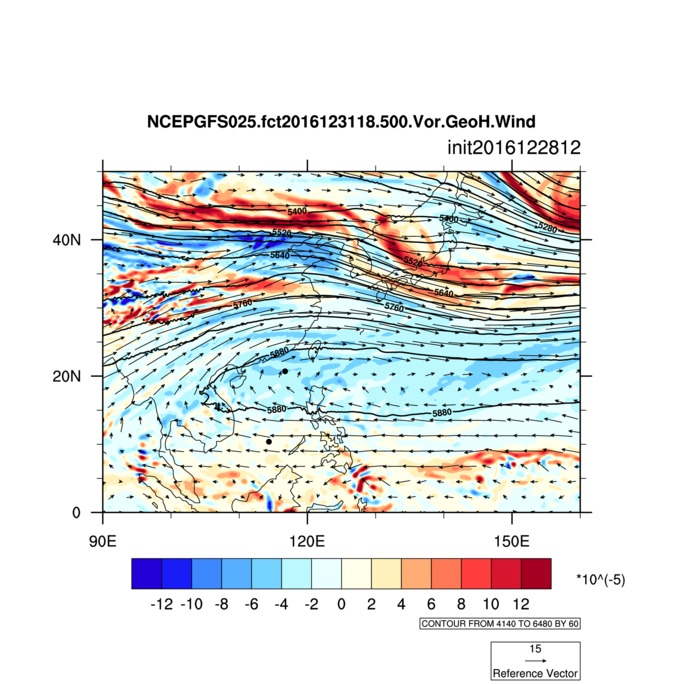 NCEPGFS025.fct2016123118.500.Vor.GeoH.Wind
init2016122812
5400
5400
5280
5520
40N
5640
5520
5640
5760
5760
5880
20N
5880
5880
0
90E 120E 150E
-12 -10 -8 -6 -4 -2 0 2 4 6 8 10 12
*10^(-5)
CONTOUR FROM 4140 TO 6480 BY 60
15
Reference Vector